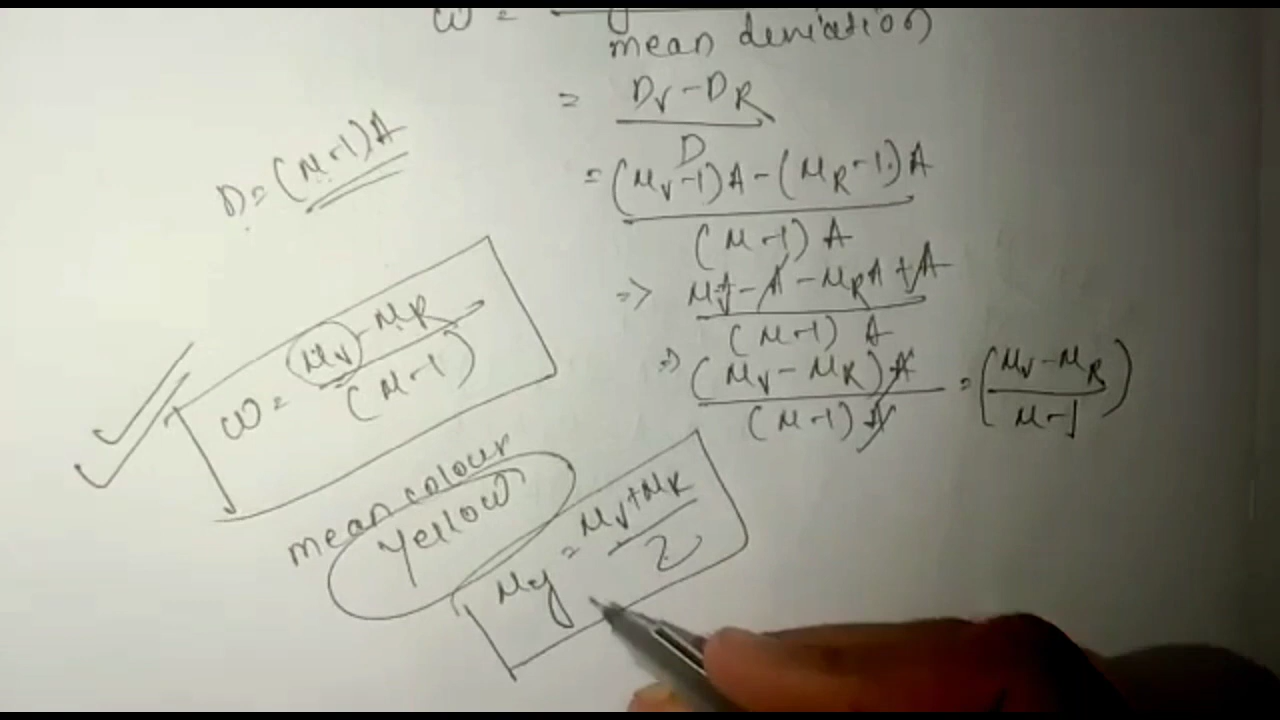 ω =
mean deviation
= Dv - DR / D
D = (μ-1)A
= (μv-1)A - (μR-1)A / (μ-1)A
=> μvA - A - μRA + A / (μ-1) A
=> (μv - μR) A / (μ-1) A = (μv - μR / μ-1)
ω = μv - μR / (μ-1)
mean colour
Yellow
μy = μv + μR / 2